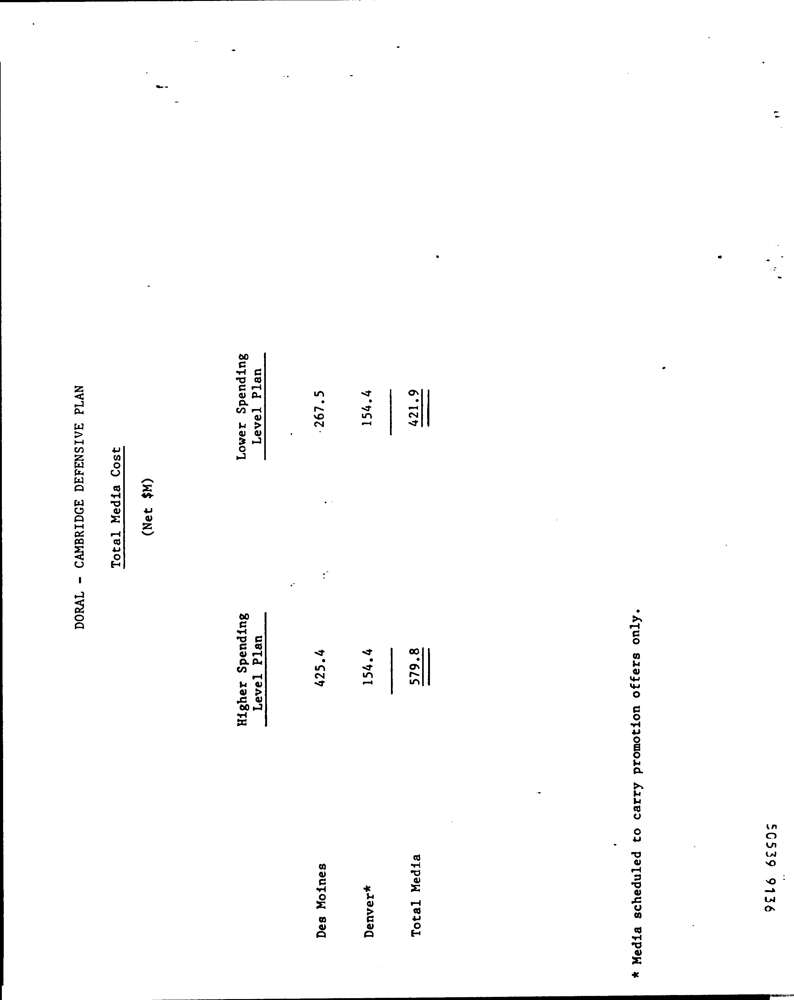 DORAL - CAMBRIDGE DEFENSIVE PLAN
Total Media Cost
(Net $M)
Higher Spending Lower Spending
Level Plan Level Plan
Des Moines 425.4 267.5
Denver* 154.4 154.4
Total Media 579.8 421.9
* Media scheduled to carry promotion offers only.
50539 9136